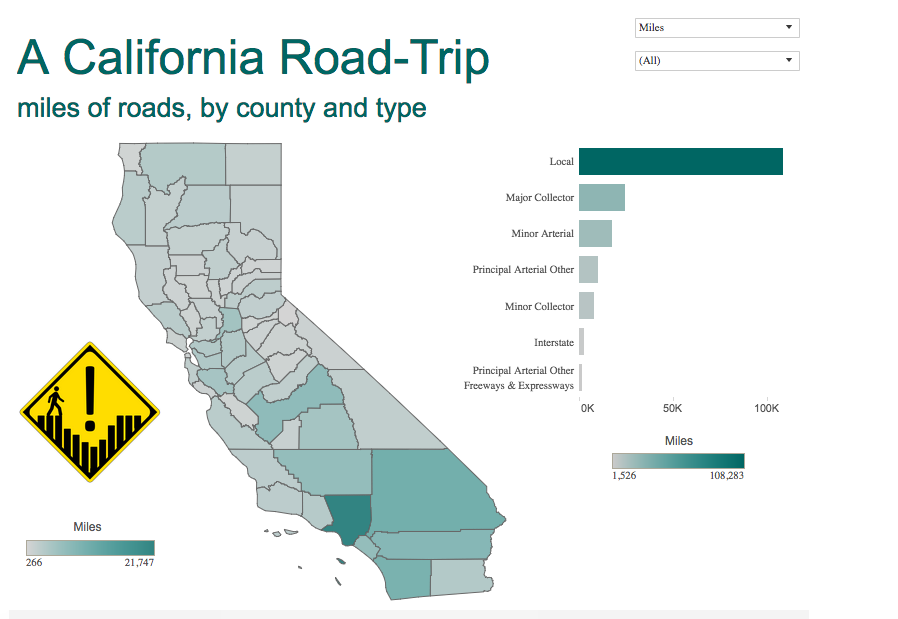 Miles
(All)
A California Road-Trip
miles of roads, by county and type
Local
Major Collector
Minor Arterial
Principal Arterial Other
Minor Collector
Interstate
Principal Arterial Other
Freeways & Expressways
0K 50K 100K
Miles
1,526 108,283
!
Miles
266 21,747